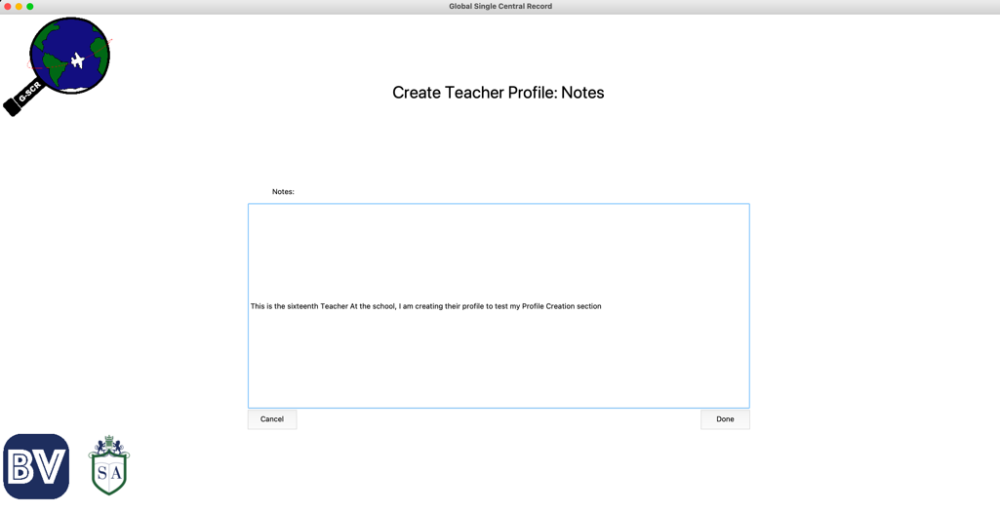 Global Single Central Record
G-SCR
Create Teacher Profile: Notes
Notes:
This is the sixteenth Teacher At the school, I am creating their profile to test my Profile Creation section
Cancel
Done
BV
SA